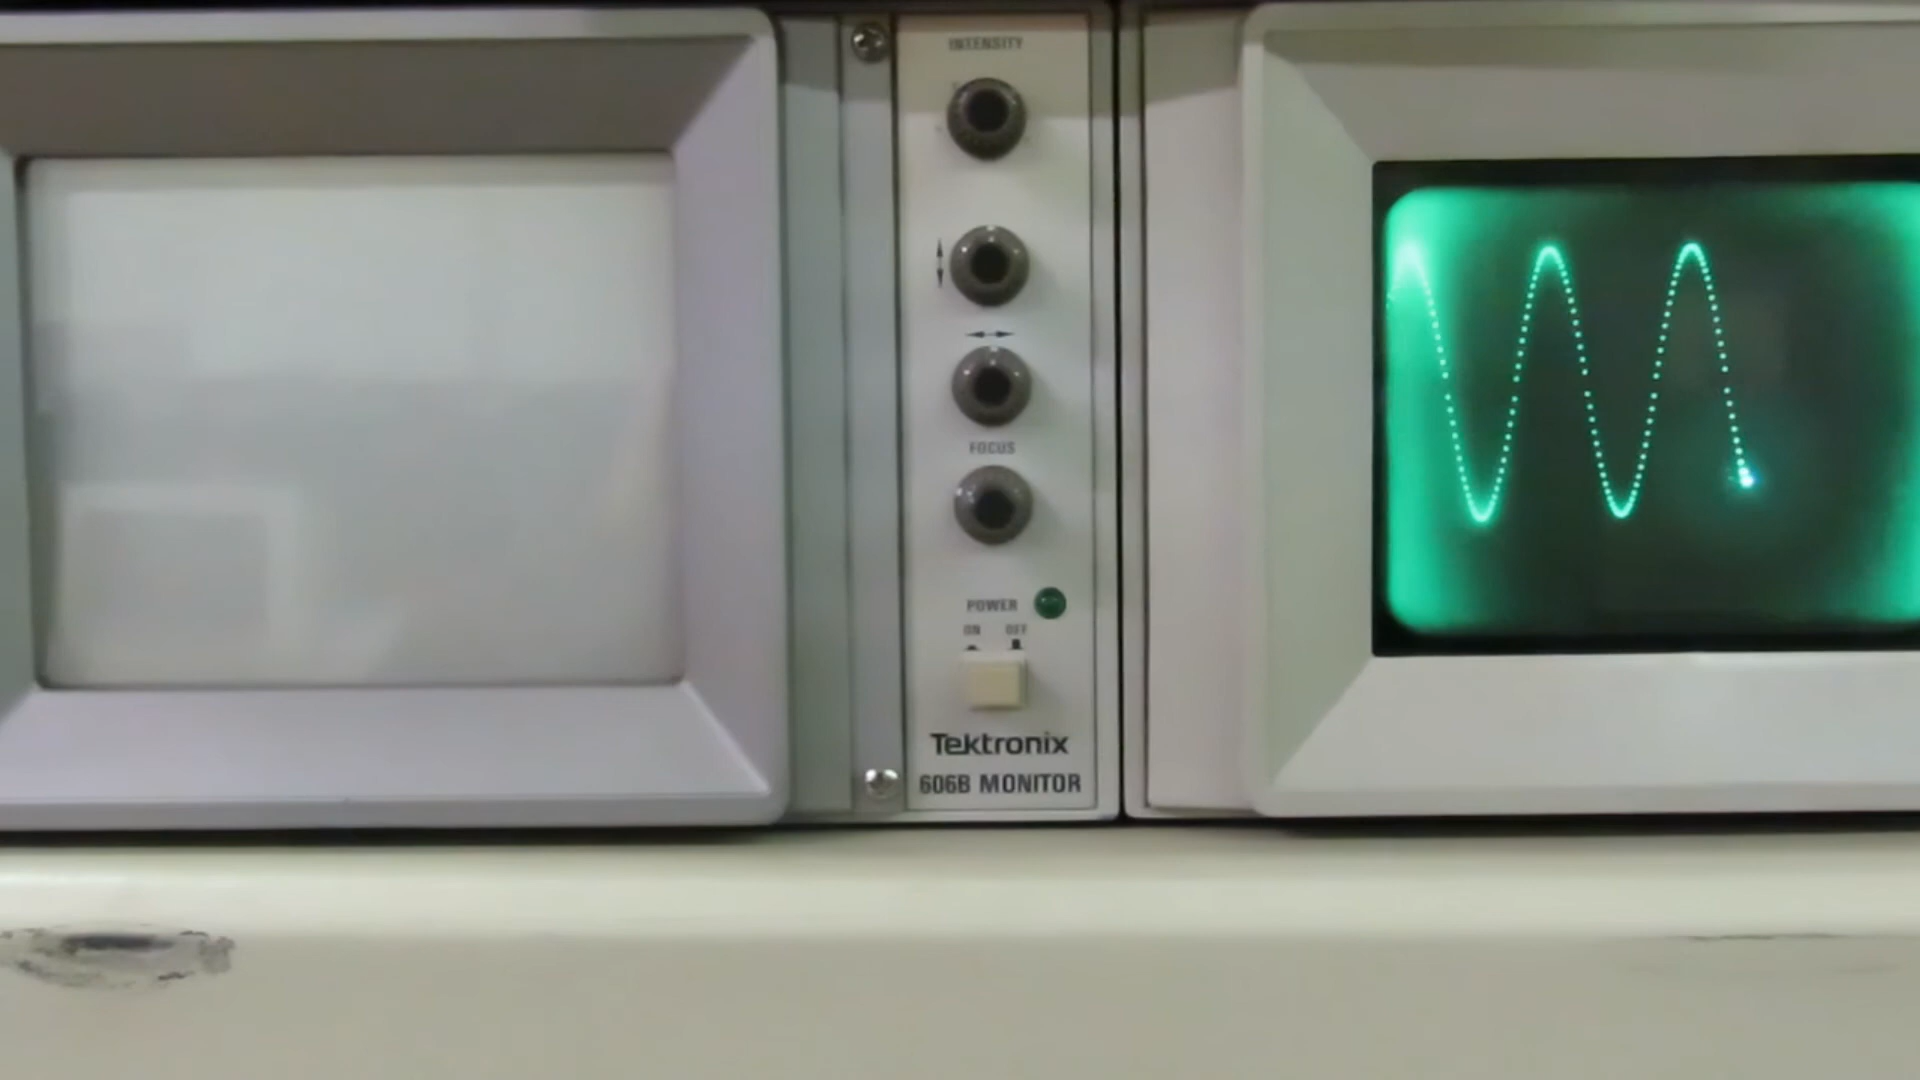 INTENSITY
FOCUS
POWER
ON OFF
Tektronix
606B MONITOR